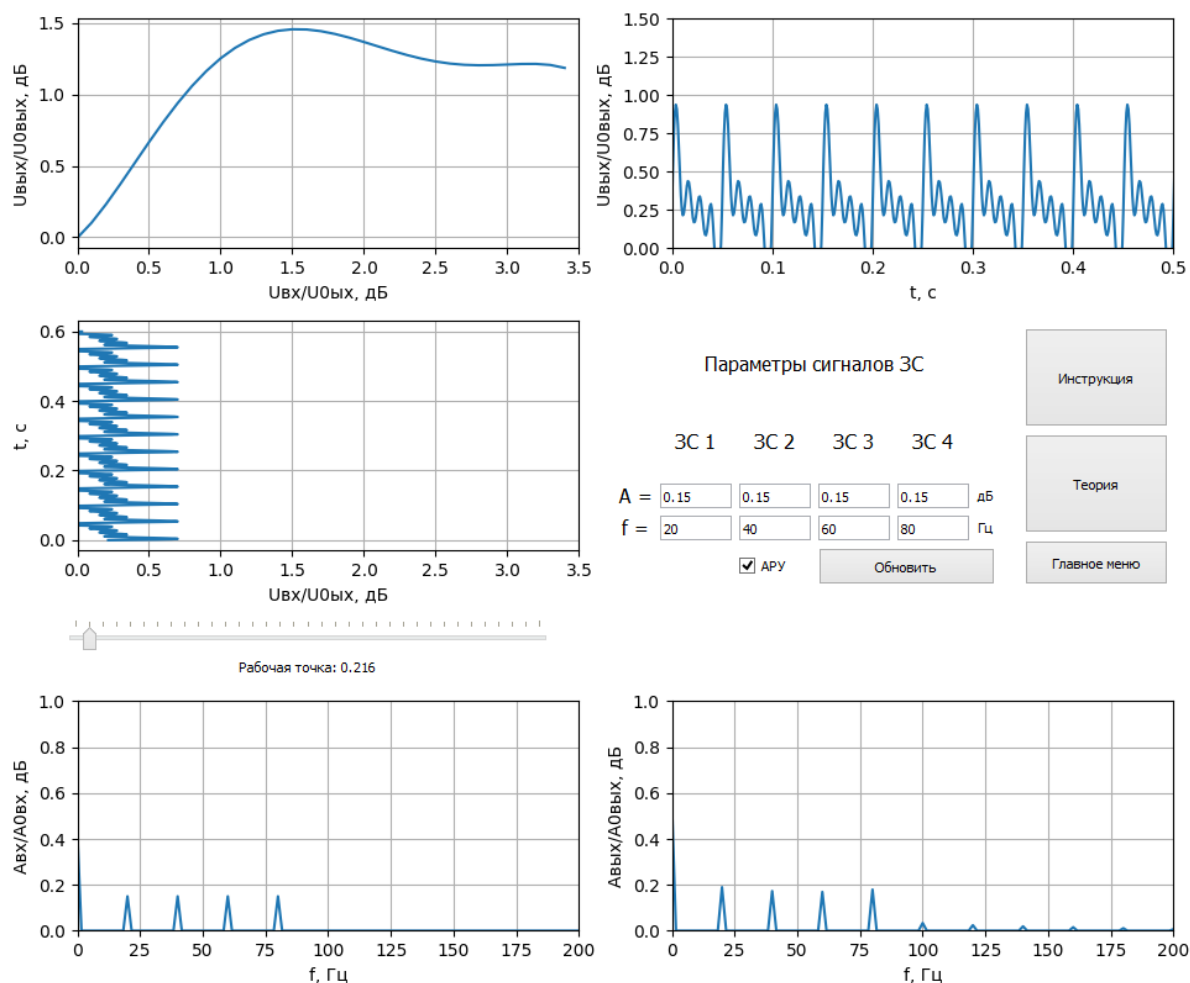 Uвых/U0вых, дБ
1.5
1.0
0.5
0.0
0.0 0.5 1.0 1.5 2.0 2.5 3.0 3.5
Uвх/U0ых, дБ
Uвых/U0вых, дБ
1.50
1.25
1.00
0.75
0.50
0.25
0.00
0.0 0.1 0.2 0.3 0.4 0.5
t, с
t, с
0.6
0.4
0.2
0.0
0.0 0.5 1.0 1.5 2.0 2.5 3.0 3.5
Uвх/U0ых, дБ
Рабочая точка: 0.216
Параметры сигналов ЗС
ЗС 1 ЗС 2 ЗС 3 ЗС 4
A = 0.15 0.15 0.15 0.15 дБ
f = 20 40 60 80 Гц
АРУ Обновить
Инструкция
Теория
Главное меню
Aвх/A0вх, дБ
1.0
0.8
0.6
0.4
0.2
0.0
0 25 50 75 100 125 150 175 200
f, Гц
Aвых/A0вых, дБ
1.0
0.8
0.6
0.4
0.2
0.0
0 25 50 75 100 125 150 175 200
f, Гц